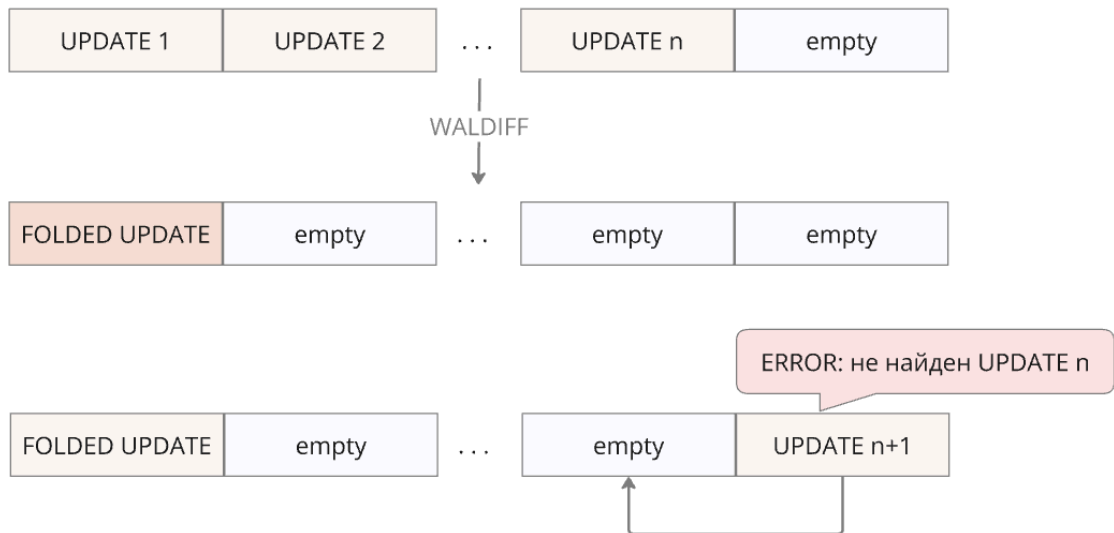 UPDATE 1 UPDATE 2 ... UPDATE n empty
WALDIFF
FOLDED UPDATE empty ... empty empty
ERROR: не найден UPDATE n
FOLDED UPDATE empty ... empty UPDATE n+1